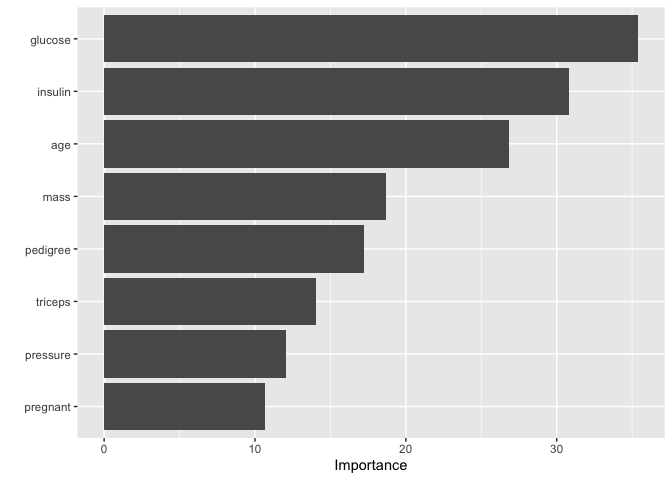 glucose
insulin
age
mass
pedigree
triceps
pressure
pregnant
0 10 20 30
Importance